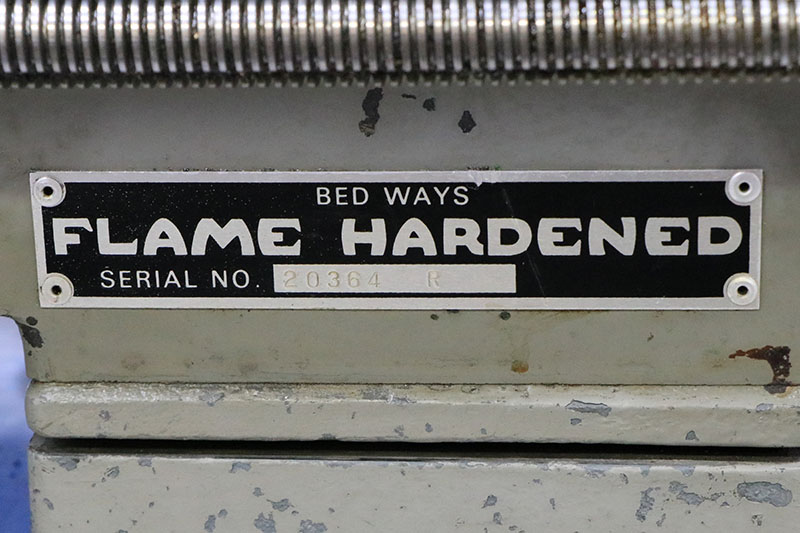 BED WAYS
FLAME HARDENED
SERIAL NO. 20364 R